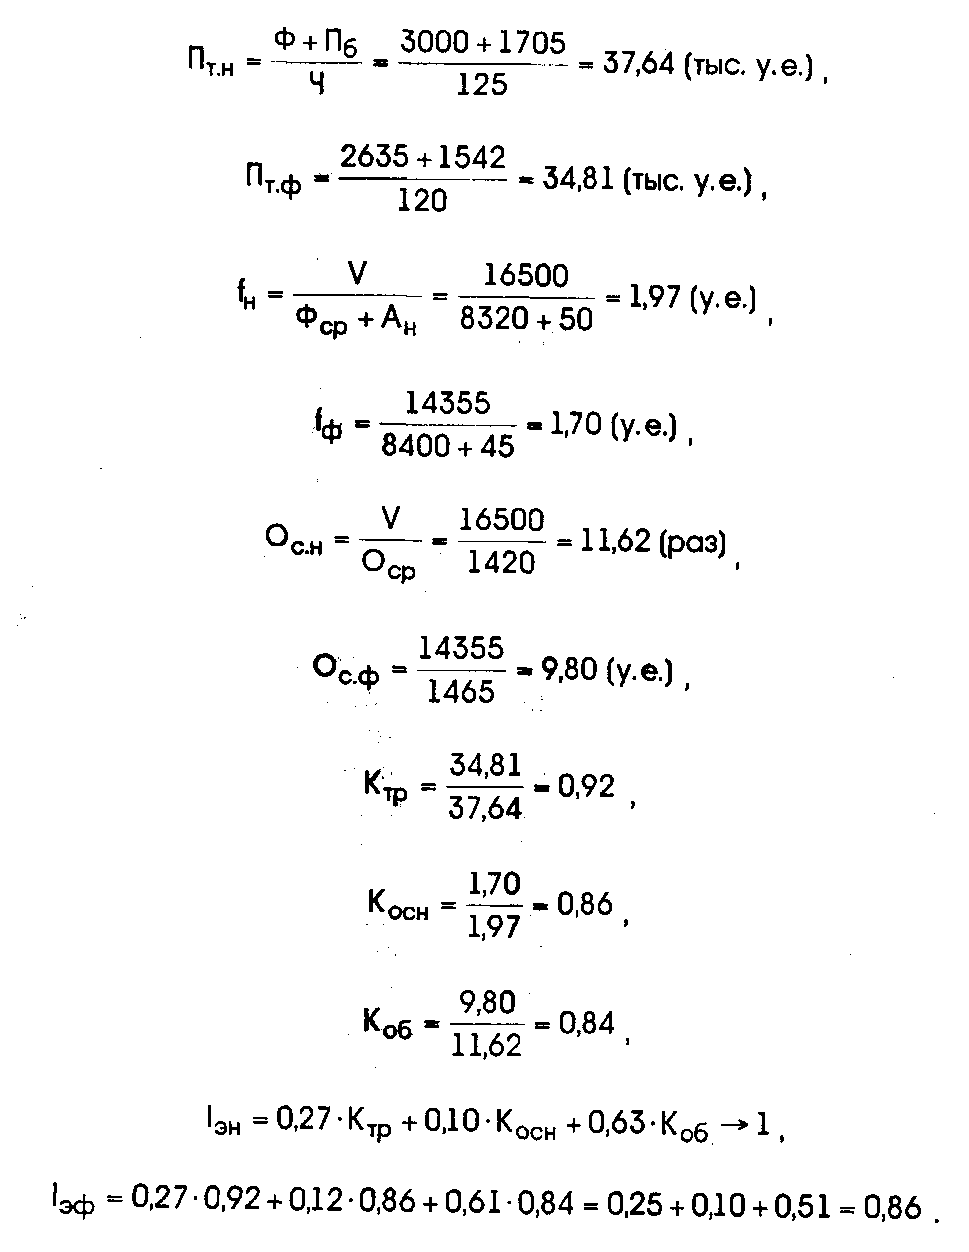 Пт.н = (Ф + Пб)/Ч = (3000 + 1705)/125 = 37,64 (тыс. у.е.) ,
Пт.ф = (2635 + 1542)/120 = 34,81 (тыс. у.е.) ,
fн = V/(Фср + Ан) = 16500/(8320 + 50) = 1,97 (у.е.) ,
fф = 14355/(8400 + 45) = 1,70 (у.е.) ,
Ос.н = V/Оср = 16500/1420 = 11,62 (раз) ,
Ос.ф = 14355/1465 = 9,80 (у.е.) ,
Ктр = 34,81/37,64 = 0,92 ,
Косн = 1,70/1,97 = 0,86 ,
Коб = 9,80/11,62 = 0,84 ,
Iэн = 0,27·Ктр + 0,10·Косн + 0,63·Коб → 1 ,
Iэф = 0,27·0,92 + 0,12·0,86 + 0,61·0,84 = 0,25 + 0,10 + 0,51 = 0,86 .